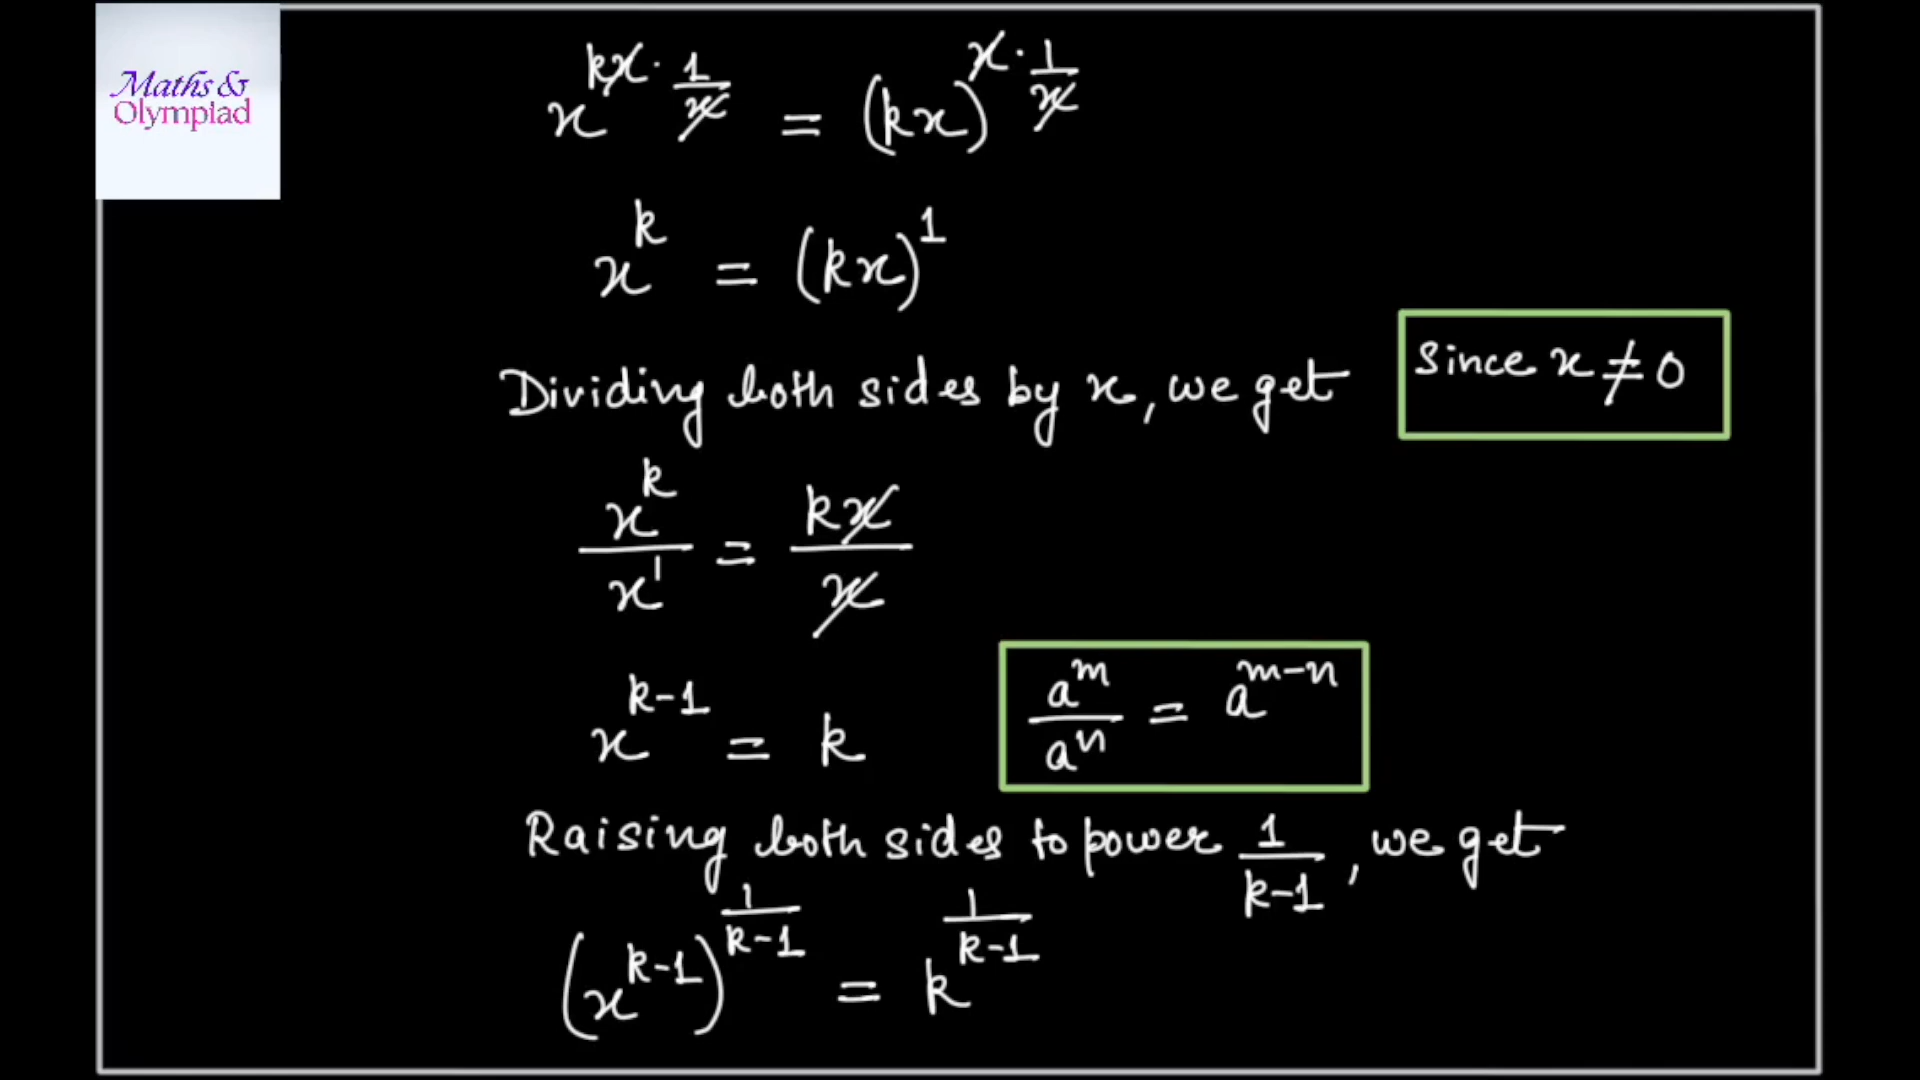 Maths &
Olympiad
x^{kx · 1/x} = (kx)^{x · 1/x}
x^k = (kx)^1
Dividing both sides by x, we get
Since x ≠ 0
x^k / x^1 = kx / x
x^{k-1} = k
a^m / a^n = a^{m-n}
Raising both sides to power 1/(k-1), we get
(x^{k-1})^{1/(k-1)} = k^{1/(k-1)}